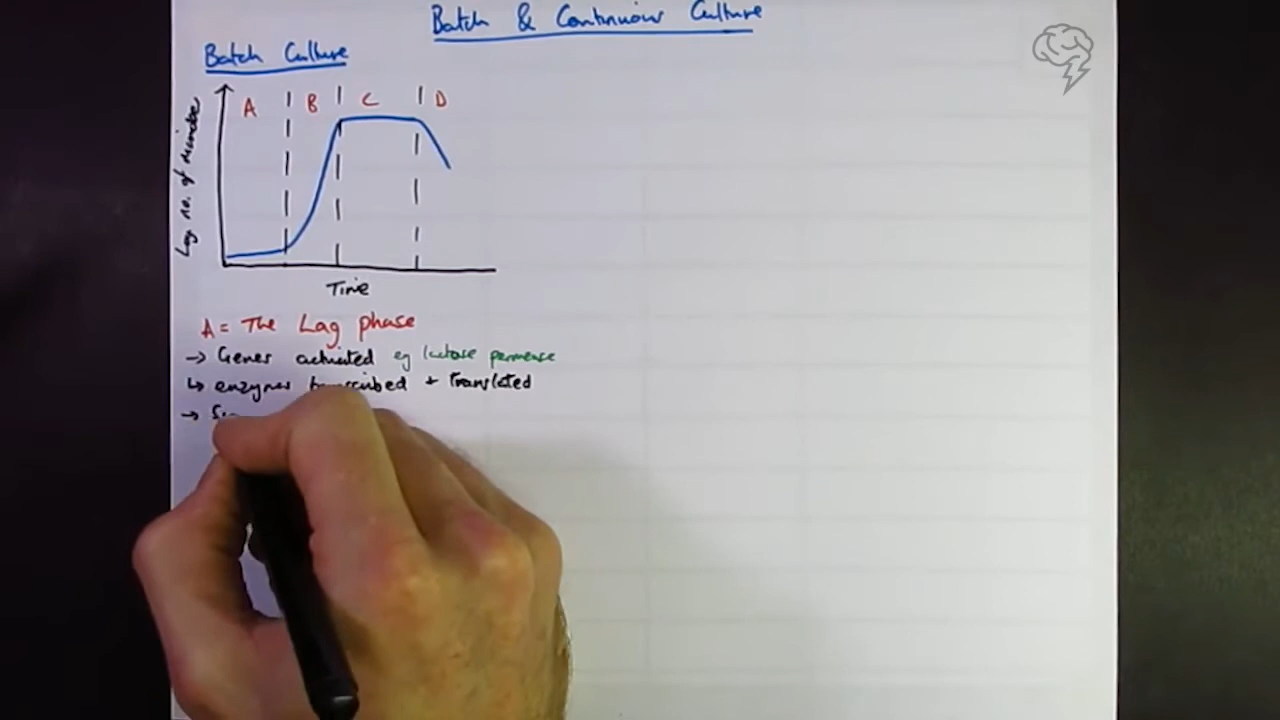 Batch & Continuous Culture
Batch Culture
A B C D
Log no. of microbes
Time
A = The Lag phase
→ Genes activated eg lactose permease
↳ enzymes transcribed + translated
→